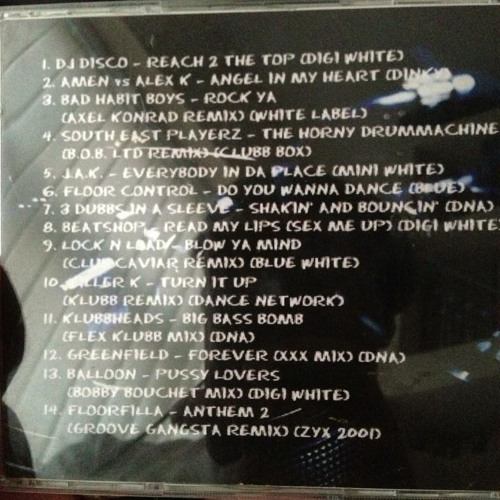 1. DJ DISCO - REACH 2 THE TOP (DIGI WHITE)
2. AMEN vs ALEX K - ANGEL IN MY HEART (DINKY)
3. BAD HABIT BOYS - ROCK YA
(AXEL KONRAD REMIX) (WHITE LABEL)
4. SOUTH EAST PLAYERZ - THE HORNY DRUMMACHINE
(B.O.B. LTD REMIX) (CLUBB BOX)
5. J.A.K. - EVERYBODY IN DA PLACE (MINI WHITE)
6. FLOOR CONTROL - DO YOU WANNA DANCE (BLUE)
7. 3 DUBBS IN A SLEEVE - SHAKIN' AND BOUNCIN' (DNA)
8. BEATSHOP - READ MY LIPS (SEX ME UP) (DIGI WHITE
9. LOCK N LOAD - BLOW YA MIND
(CLUB CAVIAR REMIX) (BLUE WHITE)
10. KILLER K - TURN IT UP
(KLUBB REMIX) (DANCE NETWORK)
11. KLUBBHEADS - BIG BASS BOMB
(FLEX KLUBB MIX) (DNA)
12. GREENFIELD - FOREVER (XXX MIX) (DNA)
13. BALLOON - PUSSY LOVERS
(BOBBY BOUCHET MIX) (DIGI WHITE)
14. FLOORFILLA - ANTHEM 2
(GROOVE GANGSTA REMIX) (ZYX 2001)